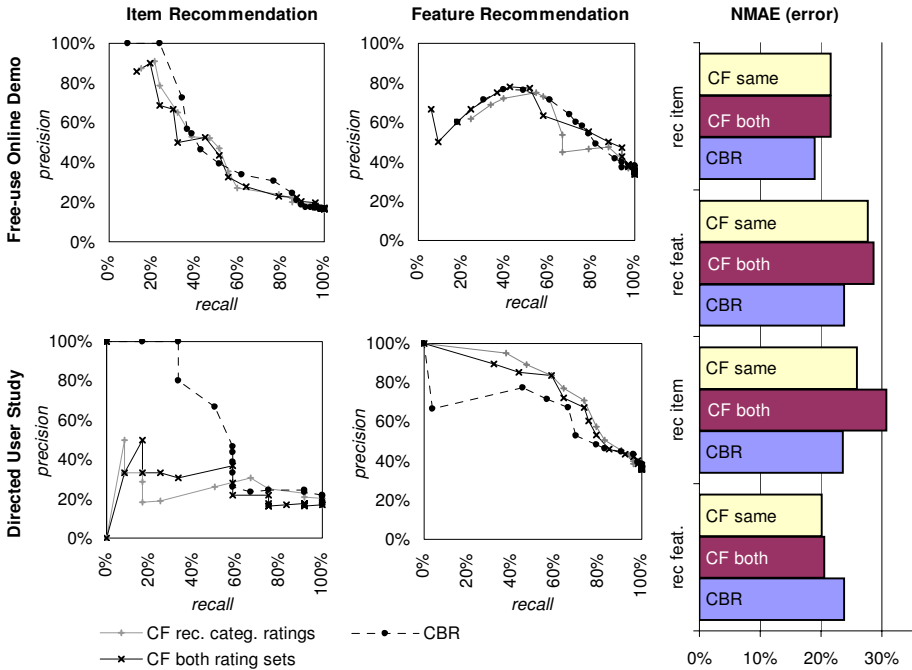 Item Recommendation
Feature Recommendation
NMAE (error)
Free-use Online Demo
precision
100%
80%
60%
40%
20%
0%
0%
20%
40%
60%
80%
100%
recall
100%
80%
60%
40%
20%
0%
0%
20%
40%
60%
80%
100%
recall
rec item
CF same
CF both
CBR
rec feat.
CF same
CF both
CBR
Directed User Study
precision
100%
80%
60%
40%
20%
0%
0%
20%
40%
60%
80%
100%
recall
100%
80%
60%
40%
20%
0%
0%
20%
40%
60%
80%
100%
recall
rec item
CF same
CF both
CBR
rec feat.
CF same
CF both
CBR
0% 10% 20% 30%
CF rec. categ. ratings
CBR
CF both rating sets